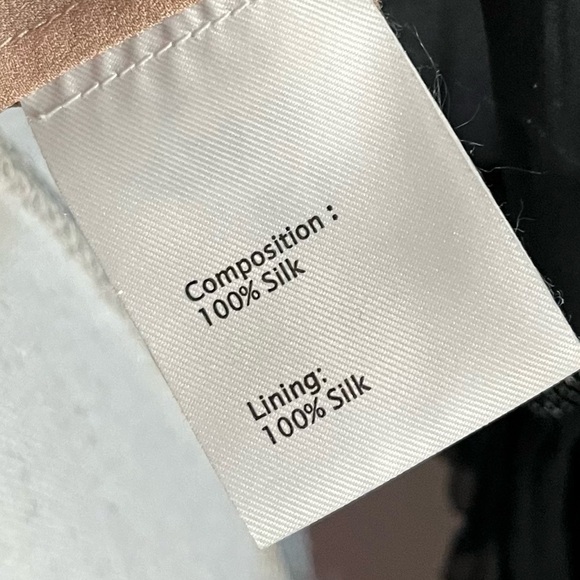 Composition :
100% Silk
Lining:
100% Silk